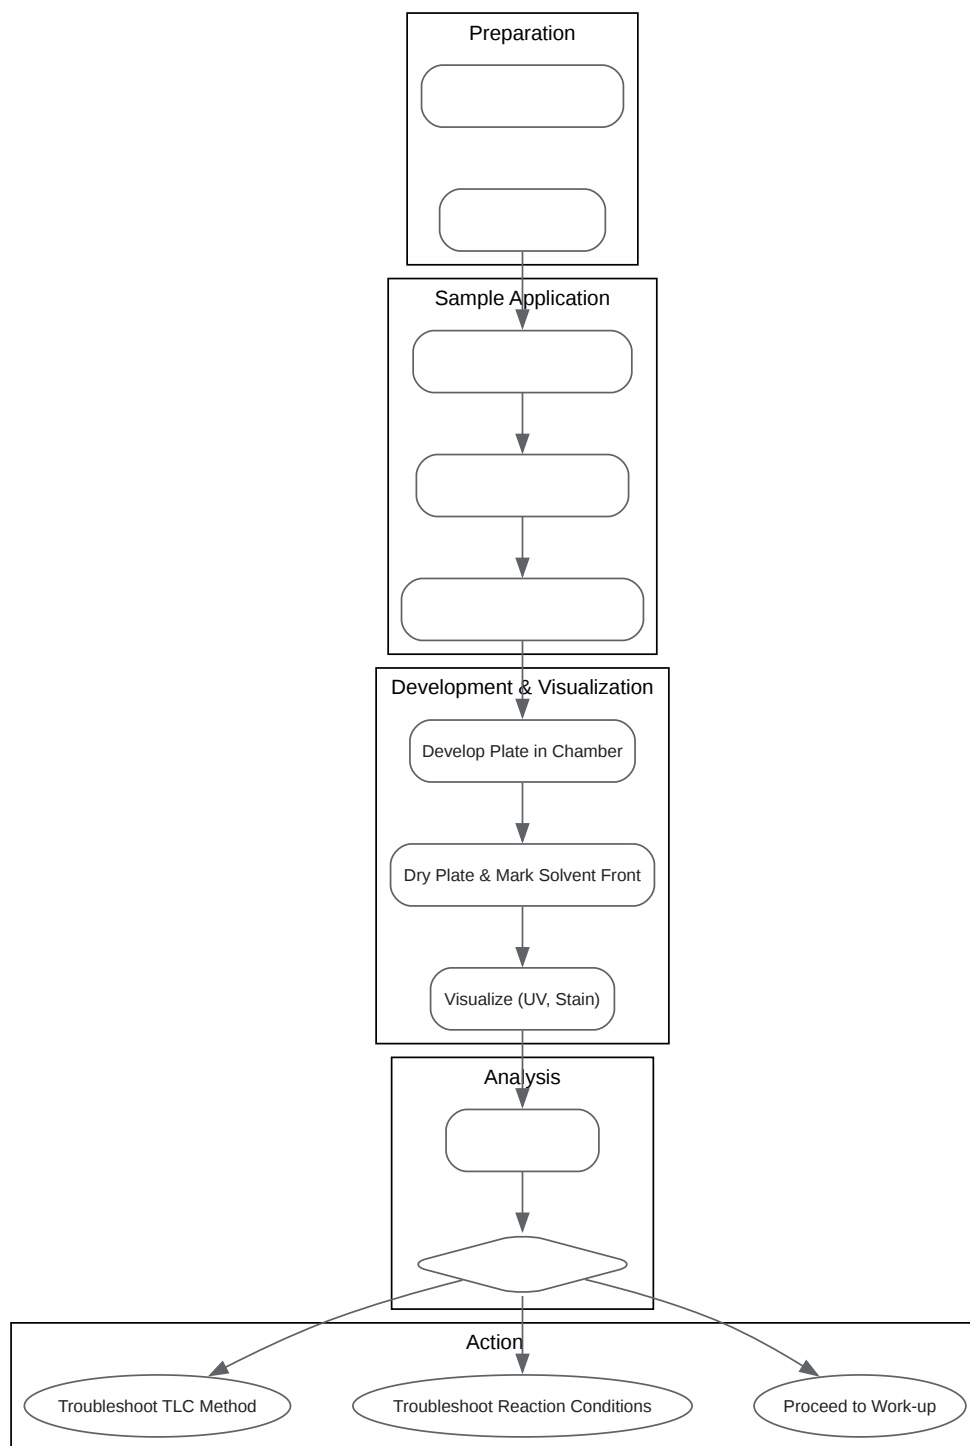 Preparation
Sample Application
Development & Visualization
Develop Plate in Chamber
Dry Plate & Mark Solvent Front
Visualize (UV, Stain)
Analysis
Action
Troubleshoot TLC Method
Troubleshoot Reaction Conditions
Proceed to Work-up